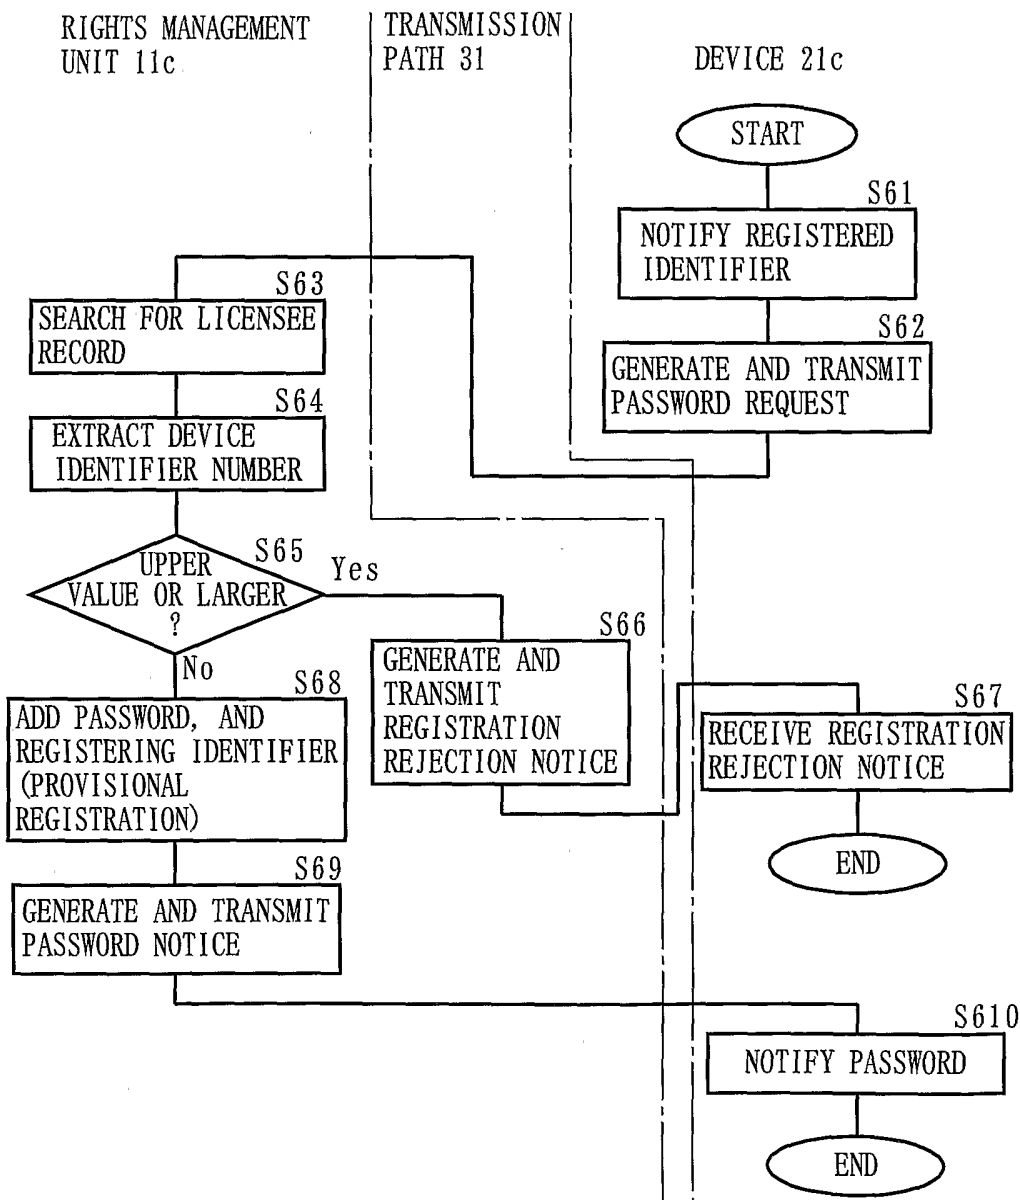 RIGHTS MANAGEMENT
UNIT 11c
TRANSMISSION
PATH 31
DEVICE 21c
START
S61
NOTIFY REGISTERED
IDENTIFIER
S62
GENERATE AND TRANSMIT
PASSWORD REQUEST
S63
SEARCH FOR LICENSEE
RECORD
S64
EXTRACT DEVICE
IDENTIFIER NUMBER
S65
UPPER
VALUE OR LARGER
?
Yes
No
S66
GENERATE AND
TRANSMIT
REGISTRATION
REJECTION NOTICE
S67
RECEIVE REGISTRATION
REJECTION NOTICE
END
S68
ADD PASSWORD, AND
REGISTERING IDENTIFIER
(PROVISIONAL
REGISTRATION)
S69
GENERATE AND TRANSMIT
PASSWORD NOTICE
S610
NOTIFY PASSWORD
END